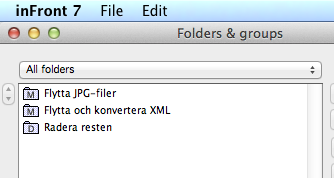 inFront 7 File Edit
Folders & groups
All folders
M Flytta JPG-filer
M Flytta och konvertera XML
D Radera resten